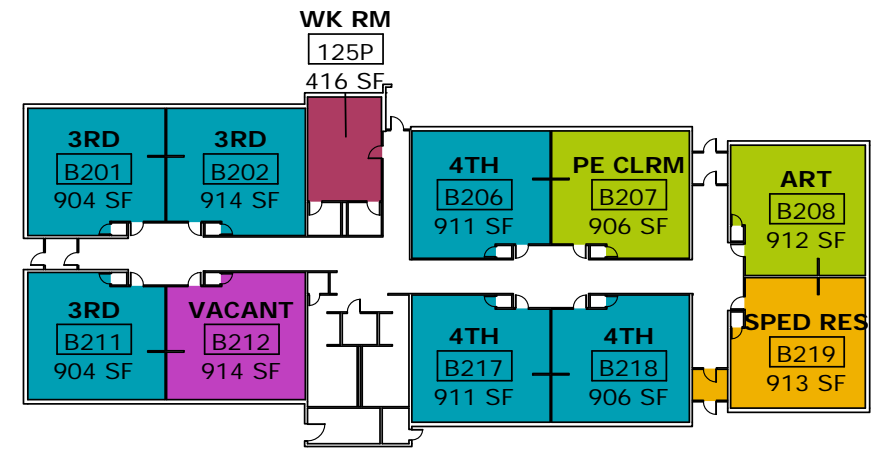 WK RM
125P
416 SF
3RD
B201
904 SF
3RD
B202
914 SF
4TH
B206
911 SF
PE CLRM
B207
906 SF
ART
B208
912 SF
3RD
B211
904 SF
VACANT
B212
914 SF
4TH
B217
911 SF
4TH
B218
906 SF
SPED RES
B219
913 SF